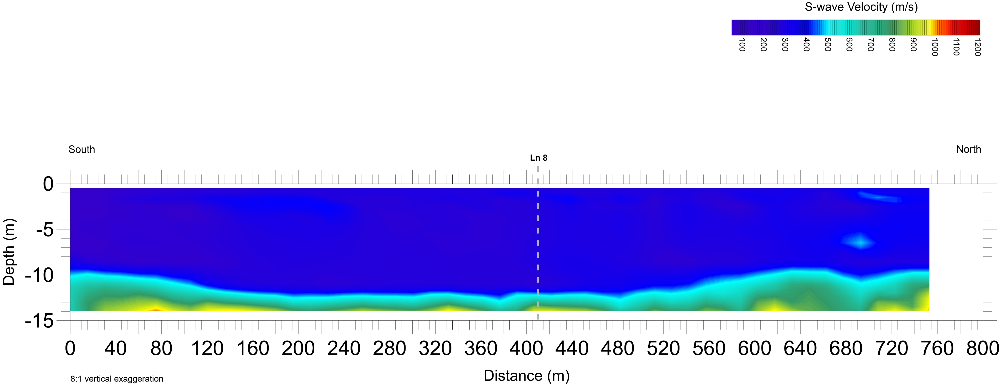 S-wave Velocity (m/s)
100 200 300 400 500 600 700 800 900 1000 1100 1200
South North
Ln 8
0
-5
-10
-15
Depth (m)
0 40 80 120 160 200 240 280 320 360 400 440 480 520 560 600 640 680 720 760 800
Distance (m)
8:1 vertical exaggeration